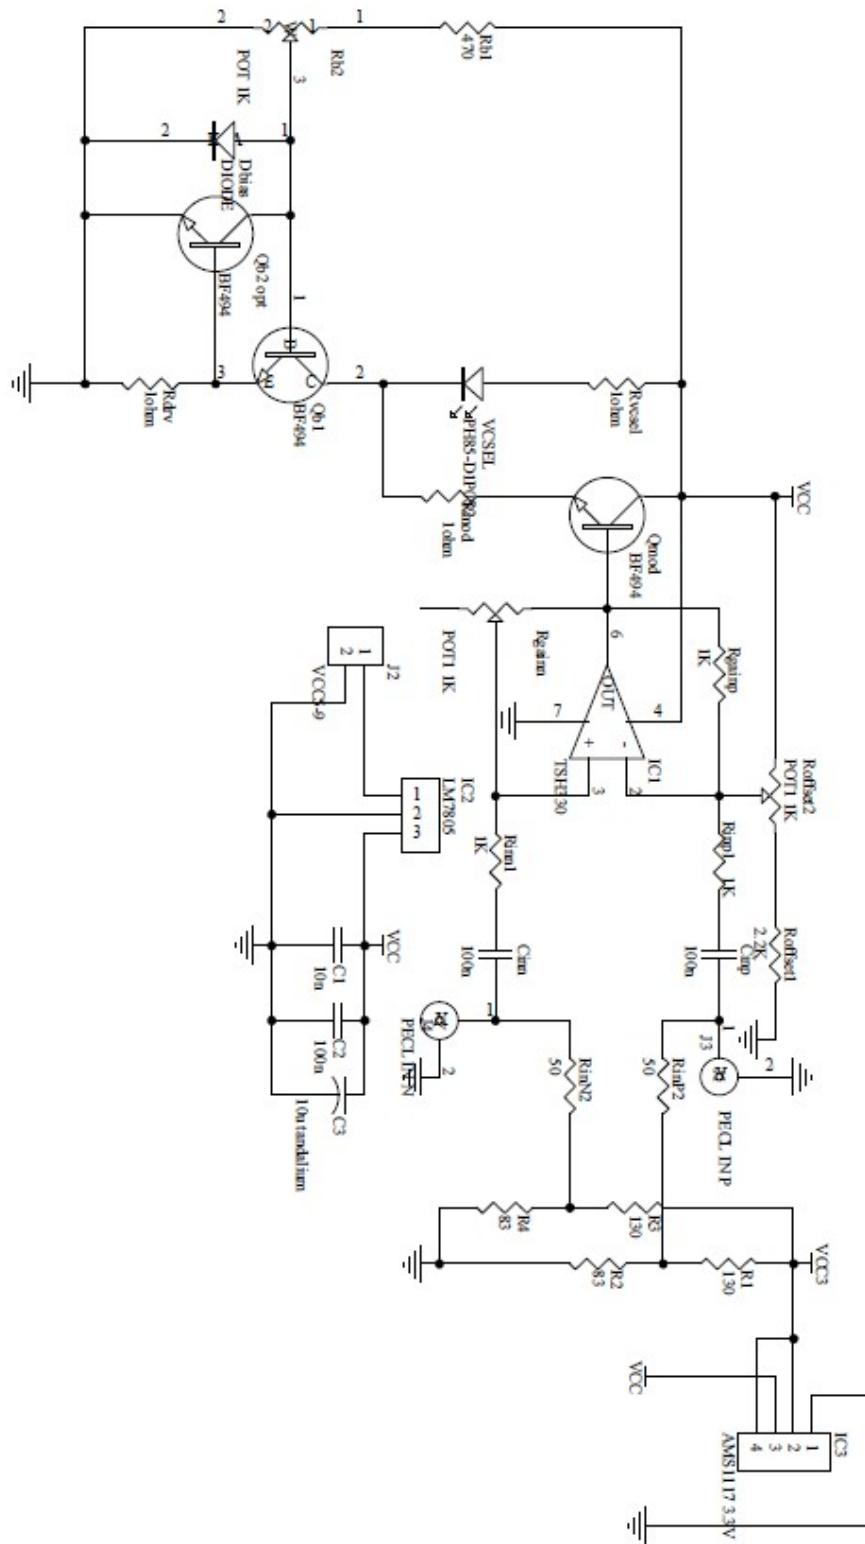 2
2
1
1
Rb1
470
Rb2
POT 1K
3
2
1
A
Dbias
DIODE
Qb2 opt
BF494
1
3
E
C
2
Qb1
BF494
Rdrv
1ohm
VCSEL
Rvcsel
1ohm
1ohm
VCC
Qmod
BF494
6
OUT
7
4
+
-
3
2
IC1
TSH330
Rgainn
POT1 1K
Rgainp
1K
Roffset2
POT1 1K
Roffset1
2.2K
J2
1
2
VCC5-9
IC2
LM7805
1
2
3
VCC
C1
10n
C2
100n
C3
10u tandalium
Rinn1
1K
Cinn
100n
Rinp1
1K
Cinp
100n
1
2
PECL IN N
J3
1
2
PECL INP
RinN2
50
RinP2
50
R4
83
R3
130
R2
83
R1
130
VCC3
VCC
IC3
1
2
3
4
AMS1117 3.3V